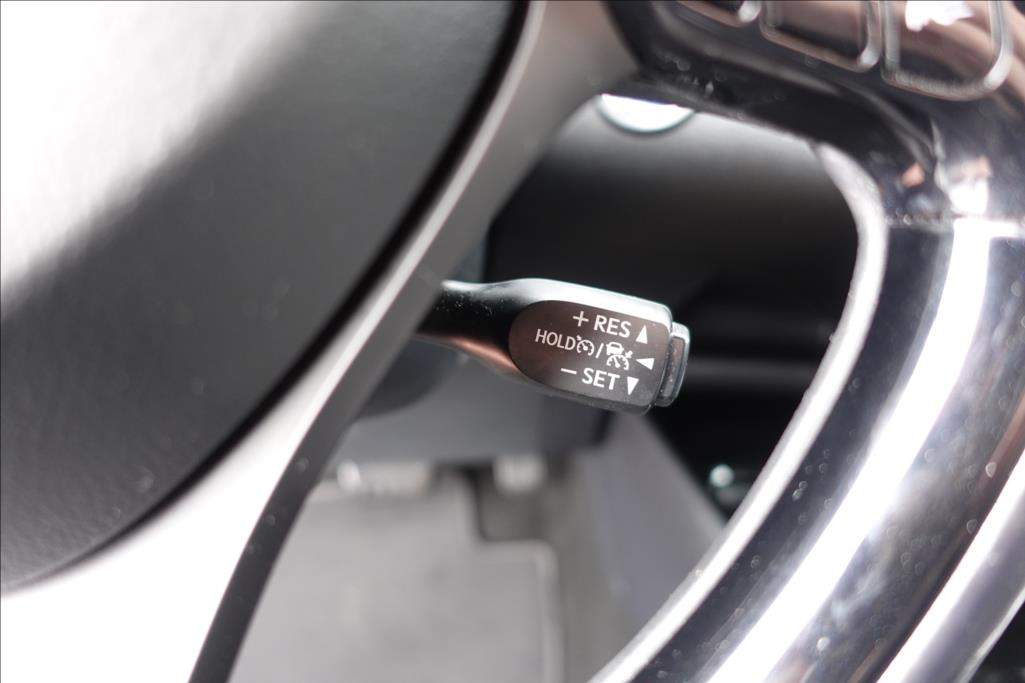 + RES ▲
HOLD / ◀
− SET ▼